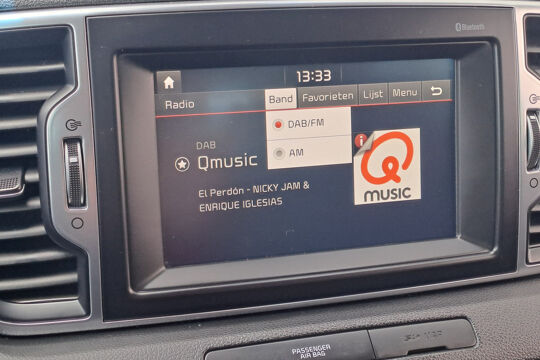 Bluetooth
13:33
Radio Band Favorieten Lijst Menu
DAB/FM
AM
DAB
Qmusic
El Perdón - NICKY JAM &
ENRIQUE IGLESIAS
i
Q
MUSIC
PASSENGER
AIR BAG